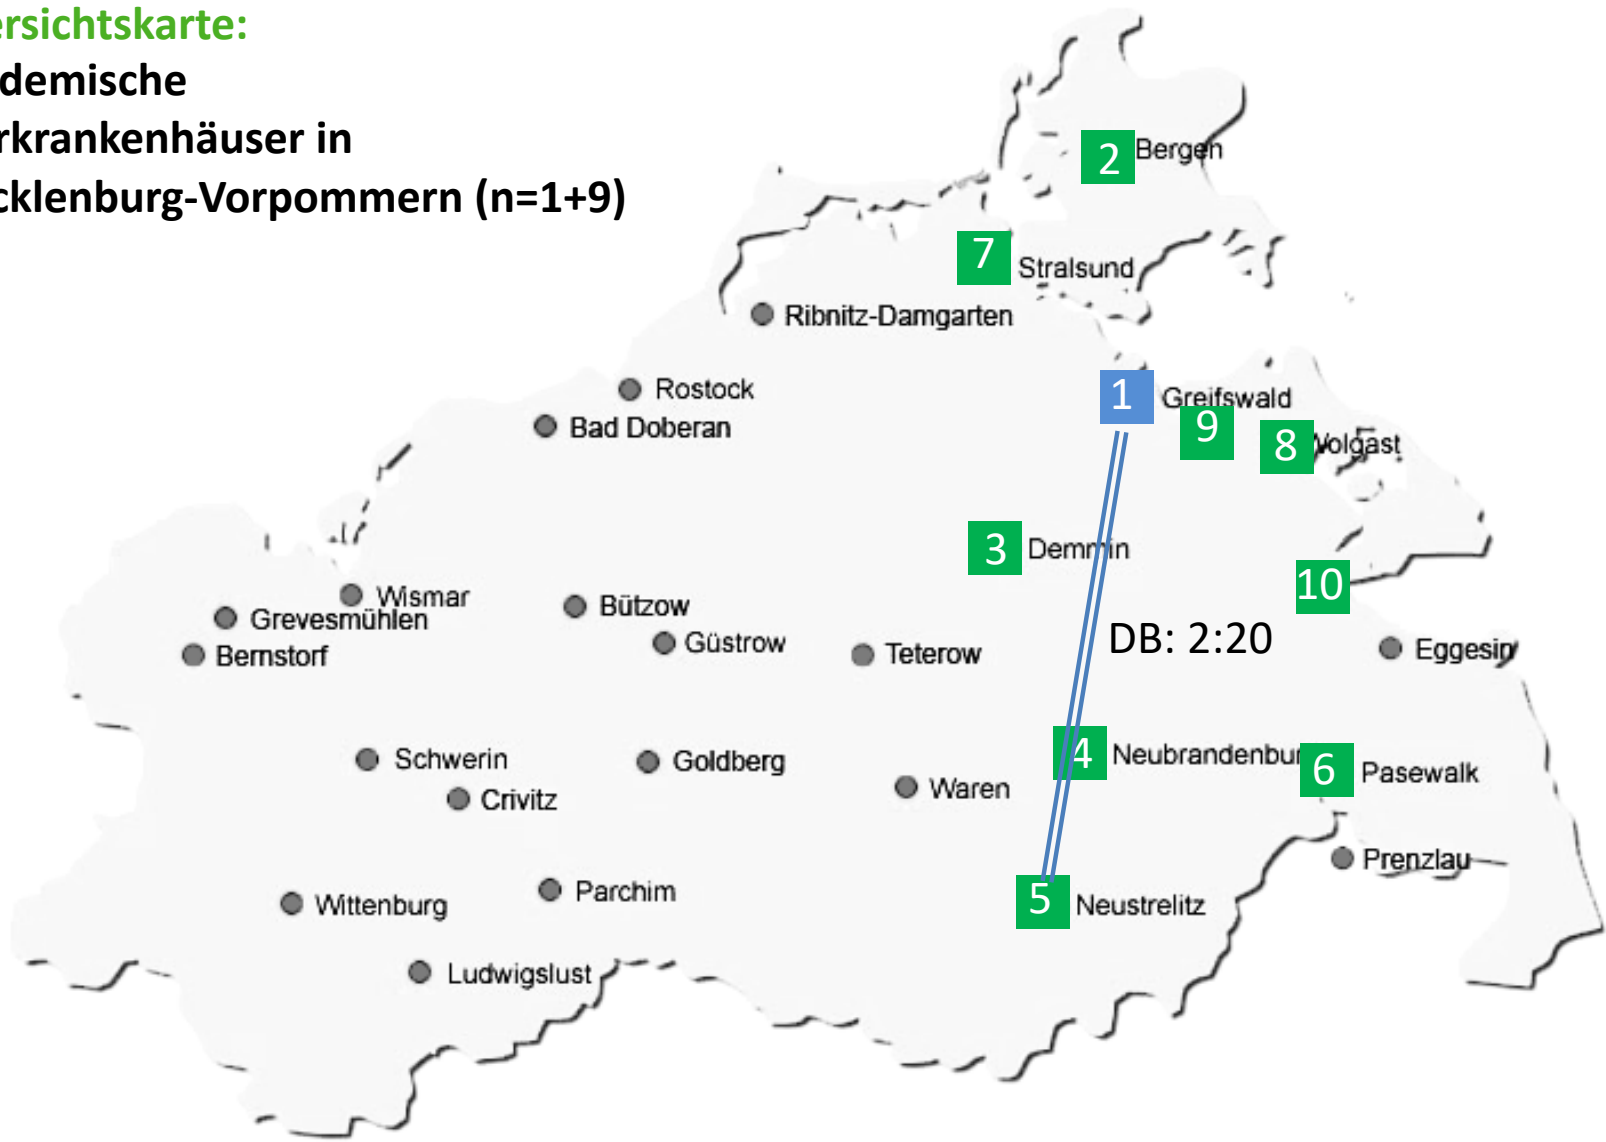 ersichtskarte:
demische
rkrankenhäuser in
cklenburg-Vorpommern (n=1+9)
2 Bergen
7 Stralsund
Ribnitz-Damgarten
Rostock
1 Greifswald
Bad Doberan
9
8 Wolgast
3 Demmin
10
Wismar
Bützow
Grevesmühlen
DB: 2:20
Güstrow
Eggesin
Bernstorf
Teterow
4 Neubrandenbur
Schwerin
Goldberg
6 Pasewalk
Waren
Crivitz
Prenzlau
Parchim
5 Neustrelitz
Wittenburg
Ludwigslust